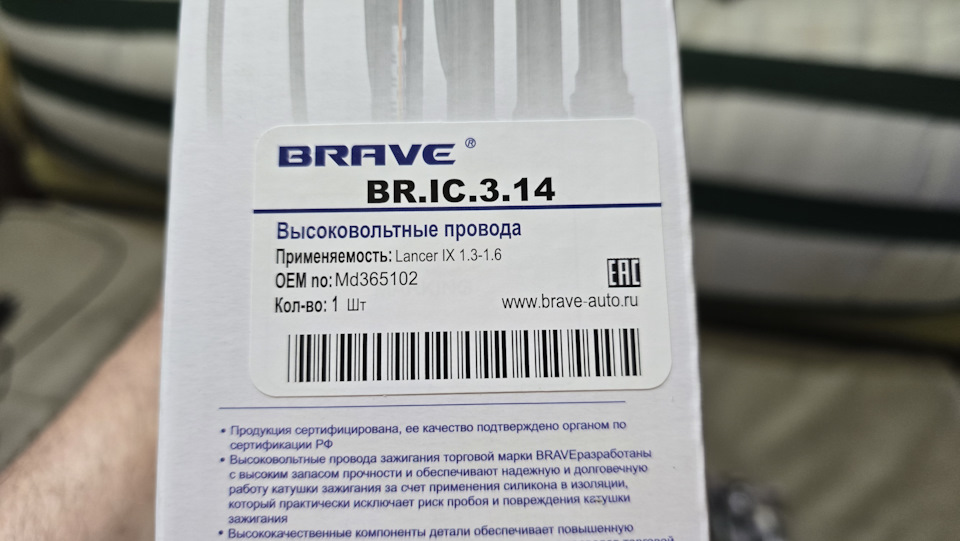 BRAVE ®
BR.IC.3.14
Высоковольтные провода
Применяемость: Lancer IX 1.3-1.6
OEM no: Md365102
EAC
Кол-во: 1 Шт
www.brave-auto.ru
• Продукция сертифицирована, ее качество подтверждено органом по
сертификации РФ
• Высоковольтные провода зажигания торговой марки BRAVEразработаны
с высоким запасом прочности и обеспечивают надежную и долговечную
работу катушки зажигания за счет применения силикона в изоляции,
который практически исключает риск пробоя и повреждения катушки
зажигания
• Высококачественные компоненты детали обеспечивает повышенную